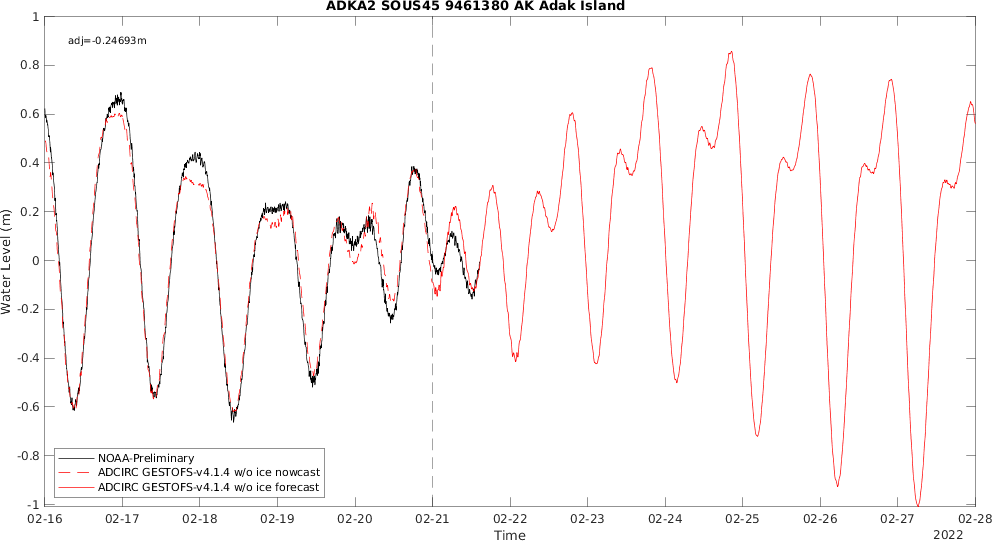 ADKA2 SOUS45 9461380 AK Adak Island
adj=-0.24693m
1
0.8
0.6
0.4
0.2
0
-0.2
-0.4
-0.6
-0.8
-1
Water Level (m)
NOAA-Preliminary
ADCIRC GESTOFS-v4.1.4 w/o ice nowcast
ADCIRC GESTOFS-v4.1.4 w/o ice forecast
02-16 02-17 02-18 02-19 02-20 02-21 02-22 02-23 02-24 02-25 02-26 02-27 02-28
Time
2022